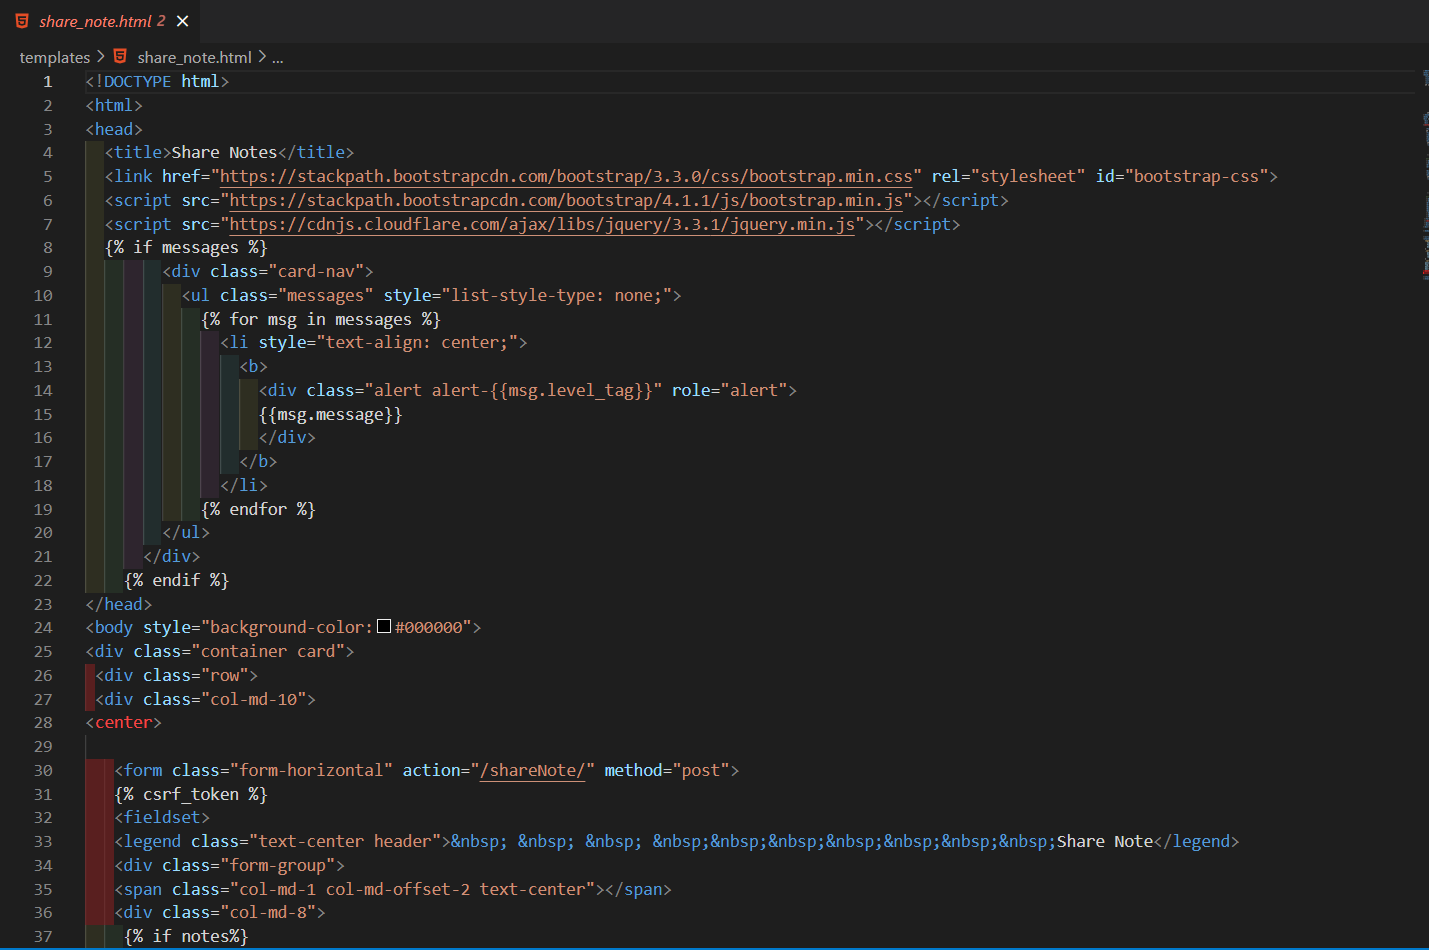 share_note.html 2 ×
templates > share_note.html > ...
1 <!DOCTYPE html>
2 <html>
3 <head>
4 <title>Share Notes</title>
5 <link href="https://stackpath.bootstrapcdn.com/bootstrap/3.3.0/css/bootstrap.min.css" rel="stylesheet" id="bootstrap-css">
6 <script src="https://stackpath.bootstrapcdn.com/bootstrap/4.1.1/js/bootstrap.min.js"></script>
7 <script src="https://cdnjs.cloudflare.com/ajax/libs/jquery/3.3.1/jquery.min.js"></script>
8 {% if messages %}
9 <div class="card-nav">
10 <ul class="messages" style="list-style-type: none;">
11 {% for msg in messages %}
12 <li style="text-align: center;">
13 <b>
14 <div class="alert alert-{{msg.level_tag}}" role="alert">
15 {{msg.message}}
16 </div>
17 </b>
18 </li>
19 {% endfor %}
20 </ul>
21 </div>
22 {% endif %}
23 </head>
24 <body style="background-color:#000000">
25 <div class="container card">
26 <div class="row">
27 <div class="col-md-10">
28 <center>
29
30 <form class="form-horizontal" action="/shareNote/" method="post">
31 {% csrf_token %}
32 <fieldset>
33 <legend class="text-center header">&nbsp; &nbsp; &nbsp; &nbsp;&nbsp;&nbsp;&nbsp;&nbsp;&nbsp;&nbsp;Share Note</legend>
34 <div class="form-group">
35 <span class="col-md-1 col-md-offset-2 text-center"></span>
36 <div class="col-md-8">
37 {% if notes%}